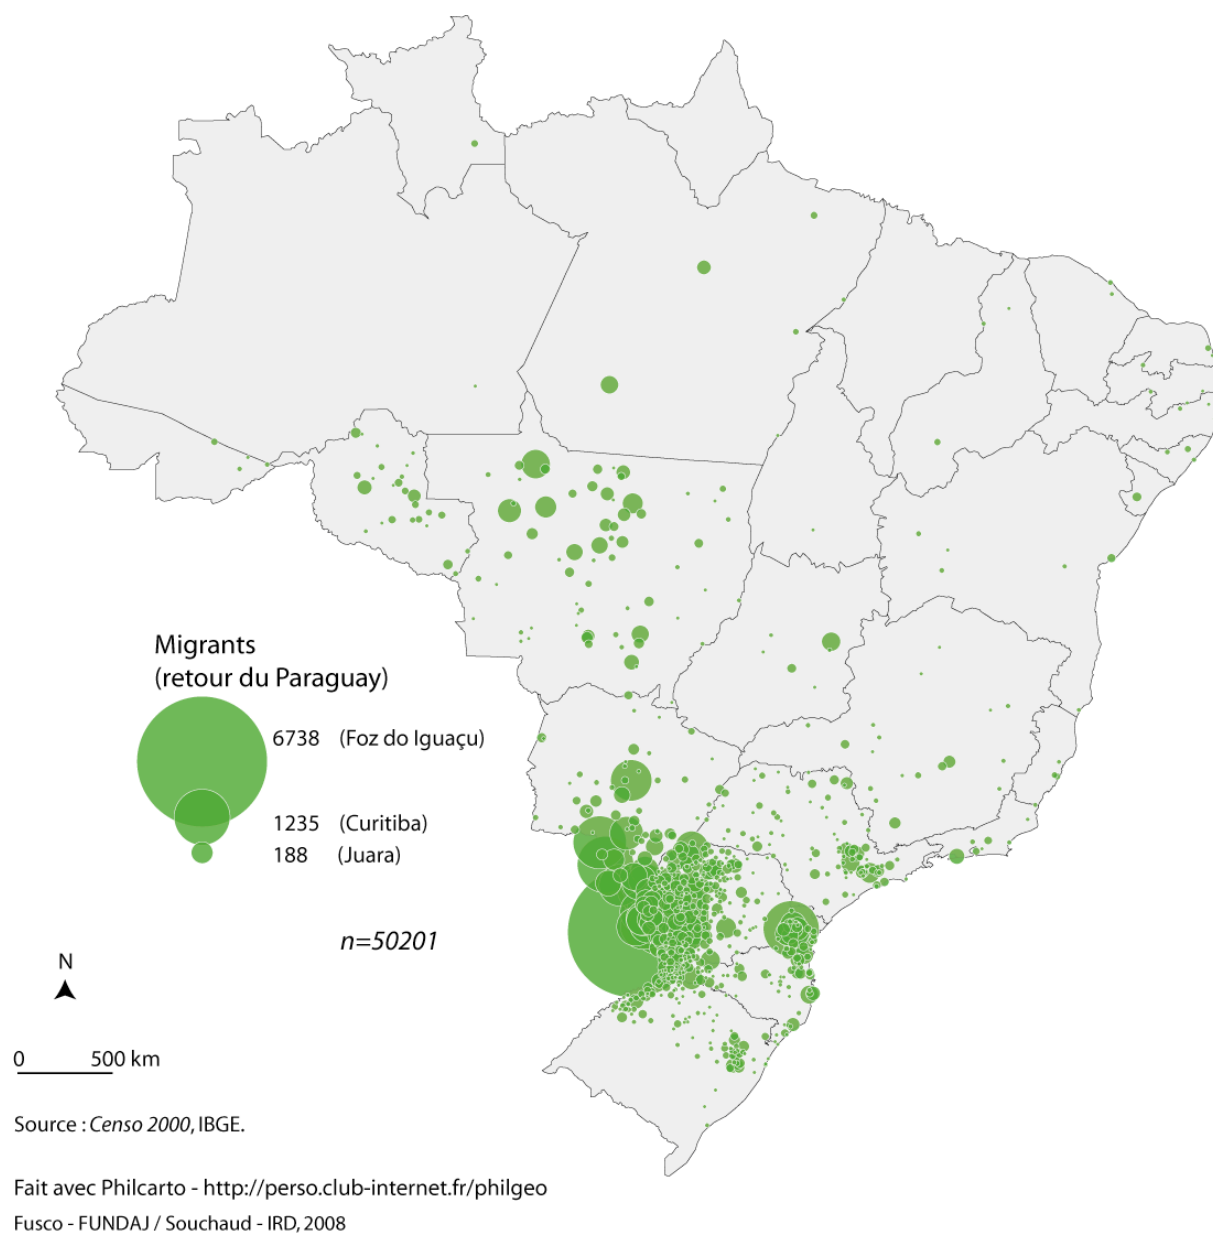 Migrants
(retour du Paraguay)
6738 (Foz do Iguaçu)
1235 (Curitiba)
188 (Juara)
n=50201
N
0 500 km
Source : Censo 2000, IBGE.
Fait avec Philcarto - http://perso.club-internet.fr/philgeo
Fusco - FUNDAJ / Souchaud - IRD, 2008